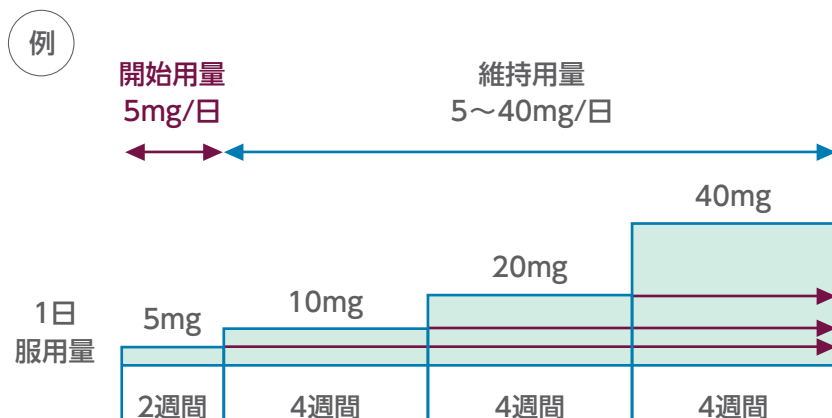 例
開始用量
5mg/日
維持用量
5～40mg/日
40mg
20mg
10mg
5mg
1日
服用量
2週間
4週間
4週間
4週間